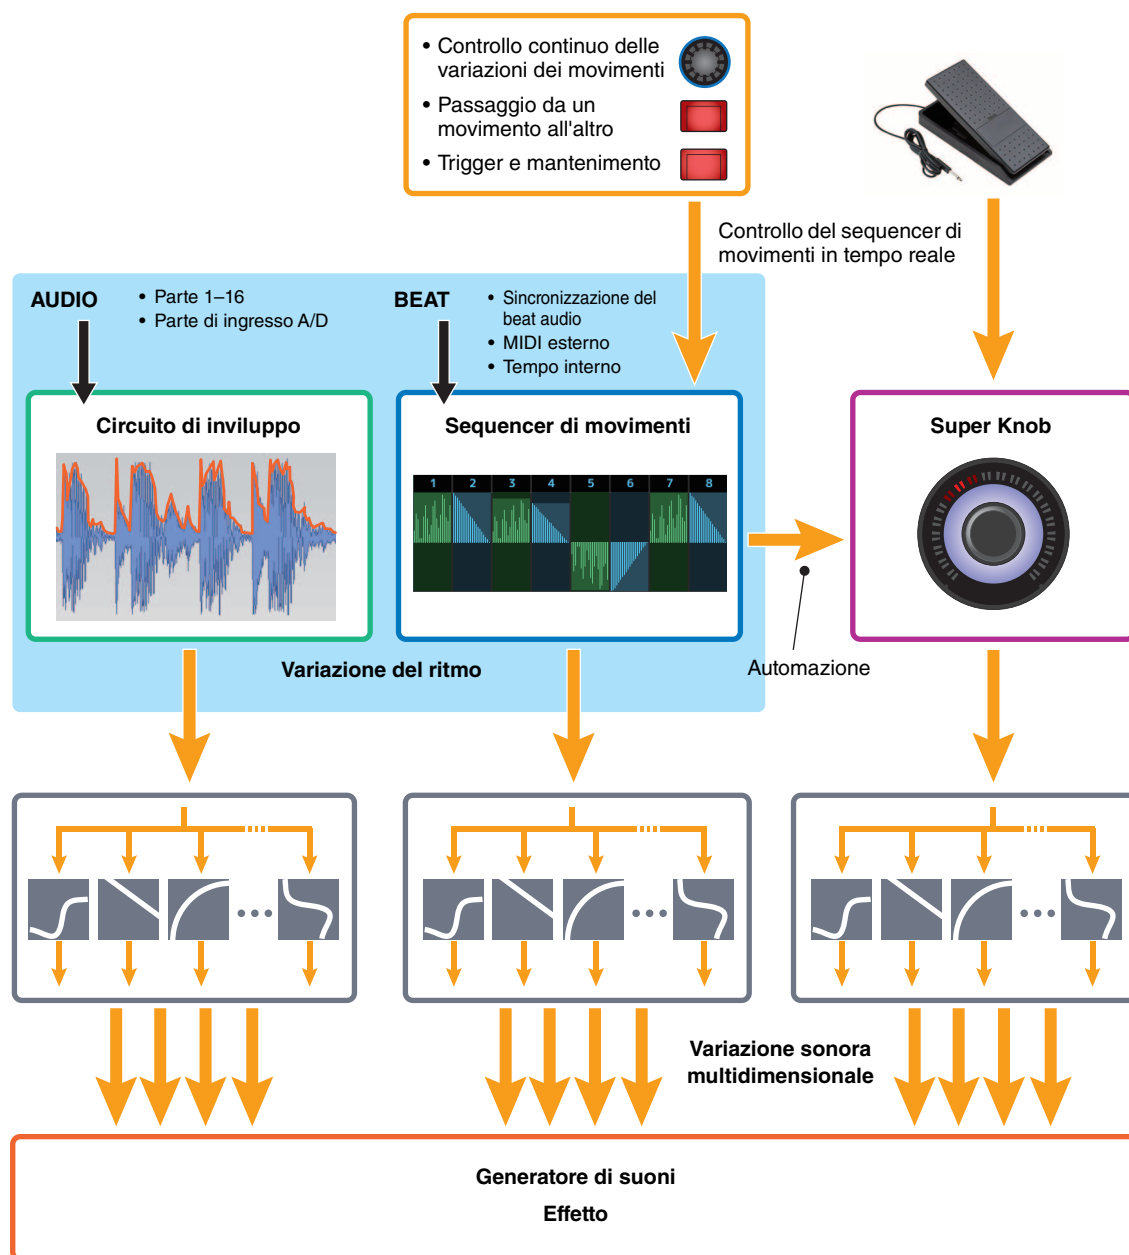 • Controllo continuo delle
variazioni dei movimenti
• Passaggio da un
movimento all'altro
• Trigger e mantenimento
Controllo del sequencer di
movimenti in tempo reale
AUDIO
• Parte 1–16
• Parte di ingresso A/D
BEAT
• Sincronizzazione del
beat audio
• MIDI esterno
• Tempo interno
Circuito di inviluppo
Sequencer di movimenti
1 2 3 4 5 6 7 8
Super Knob
Automazione
Variazione del ritmo
Variazione sonora
multidimensionale
Generatore di suoni
Effetto